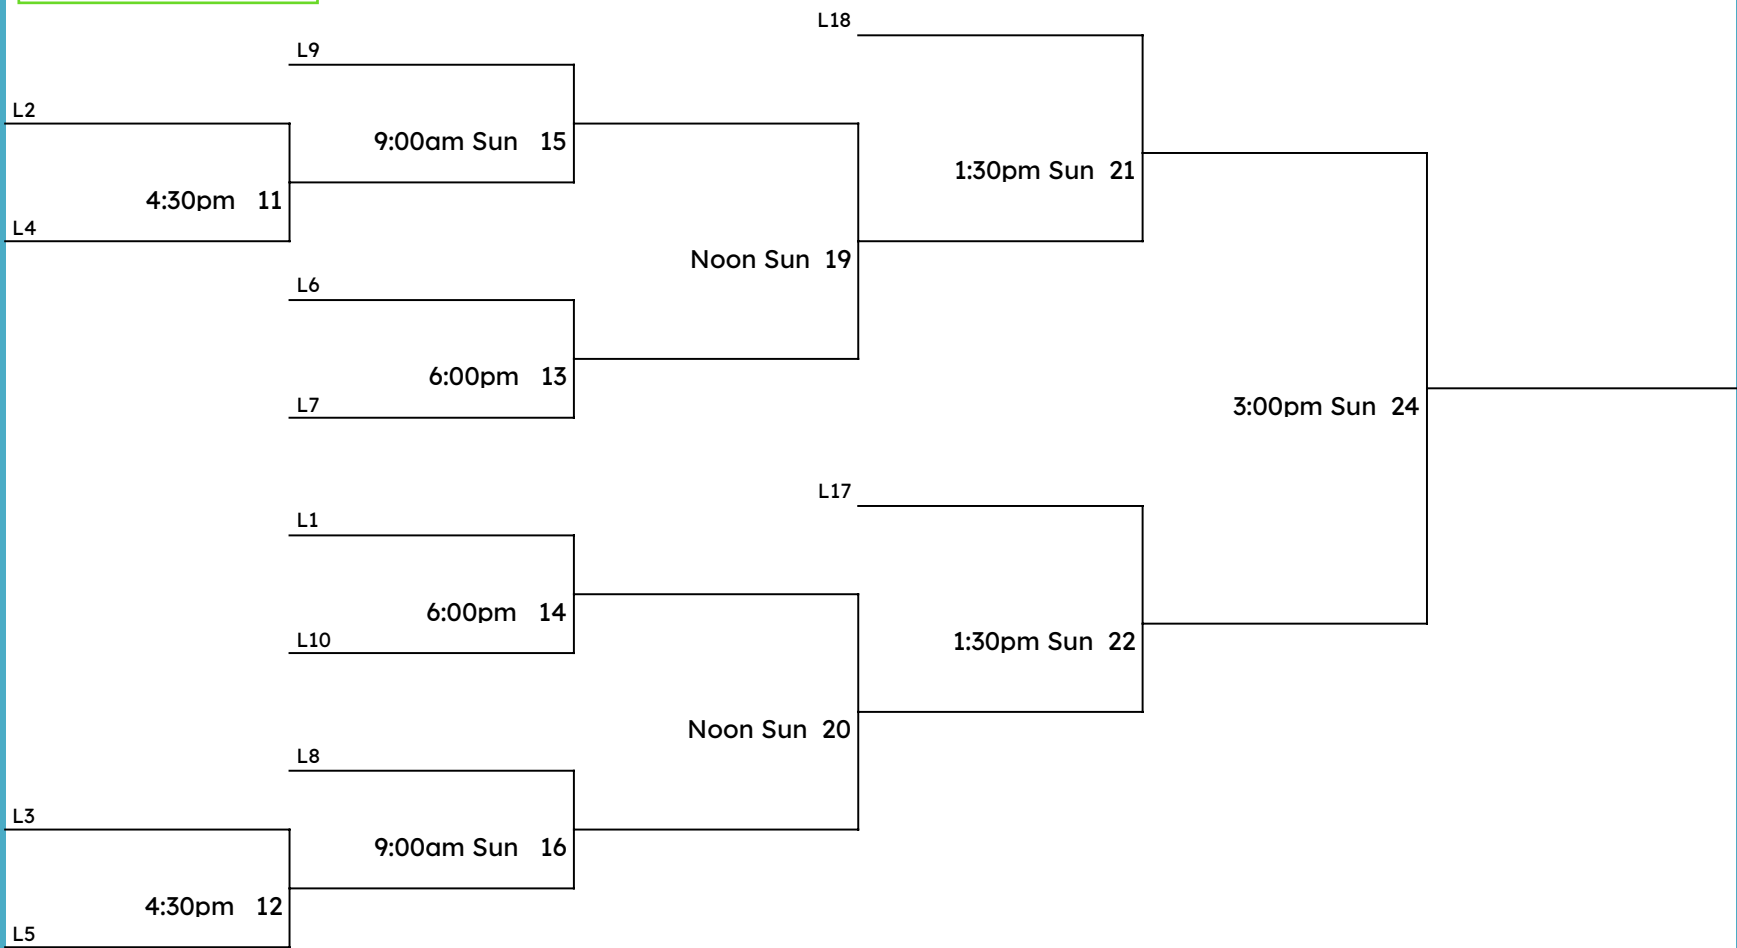 L18
L9
L2
9:00am Sun 15
1:30pm Sun 21
4:30pm 11
L4
Noon Sun 19
L6
6:00pm 13
L7
3:00pm Sun 24
L17
L1
6:00pm 14
L10
1:30pm Sun 22
Noon Sun 20
L8
L3
9:00am Sun 16
4:30pm 12
L5